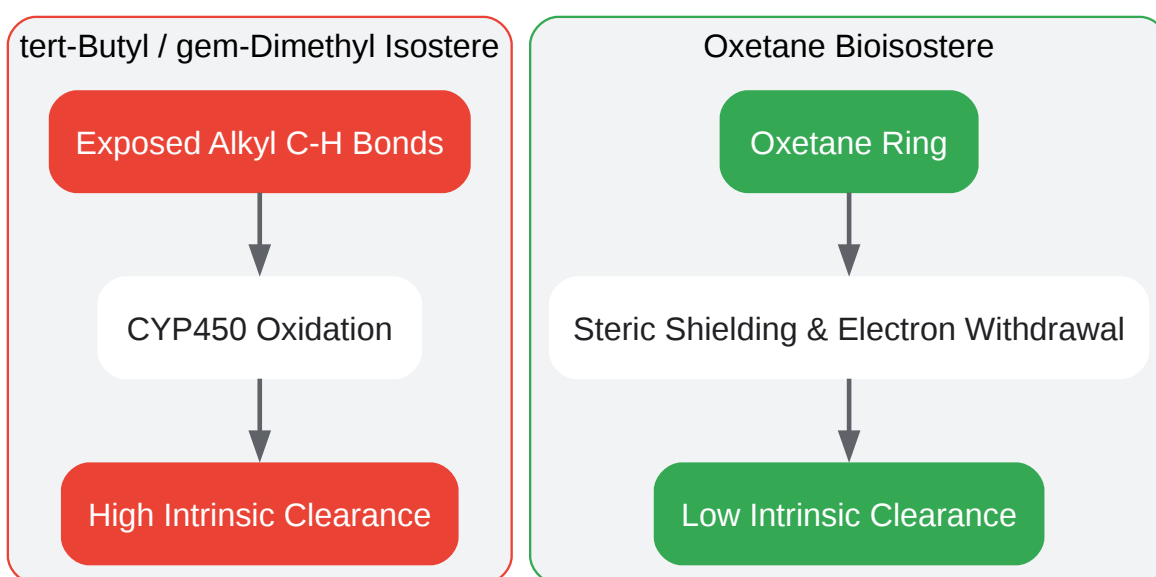 tert-Butyl / gem-Dimethyl Isostere
Exposed Alkyl C-H Bonds
CYP450 Oxidation
High Intrinsic Clearance
Oxetane Bioisostere
Oxetane Ring
Steric Shielding & Electron Withdrawal
Low Intrinsic Clearance